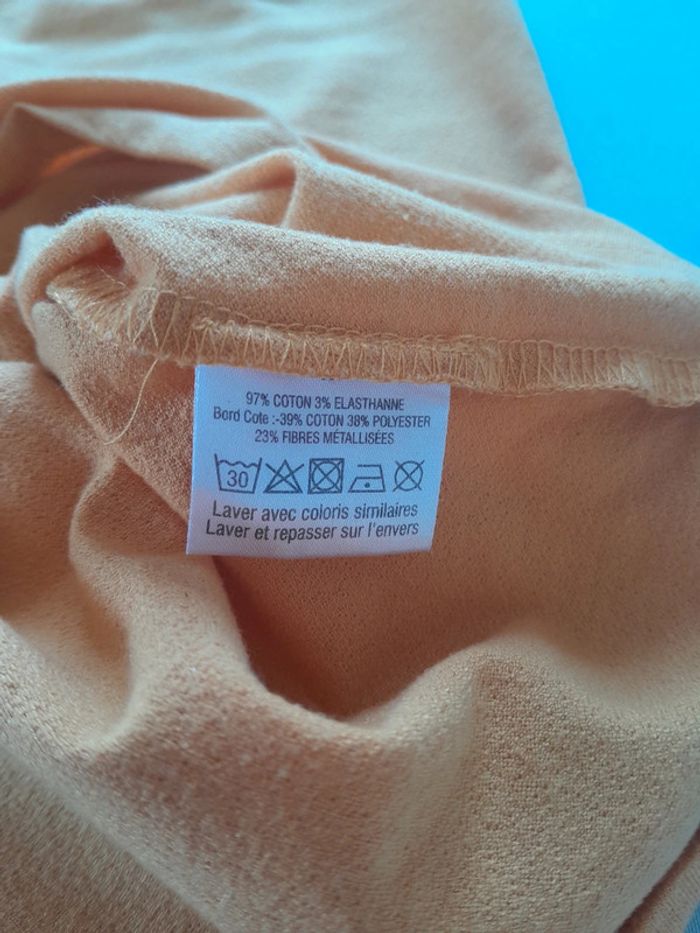 97% COTON 3% ELASTHANNE
Bord Cote :-39% COTON 38% POLYESTER
23% FIBRES MÉTALLISÉES
30
Laver avec coloris similaires
Laver et repasser sur l'envers